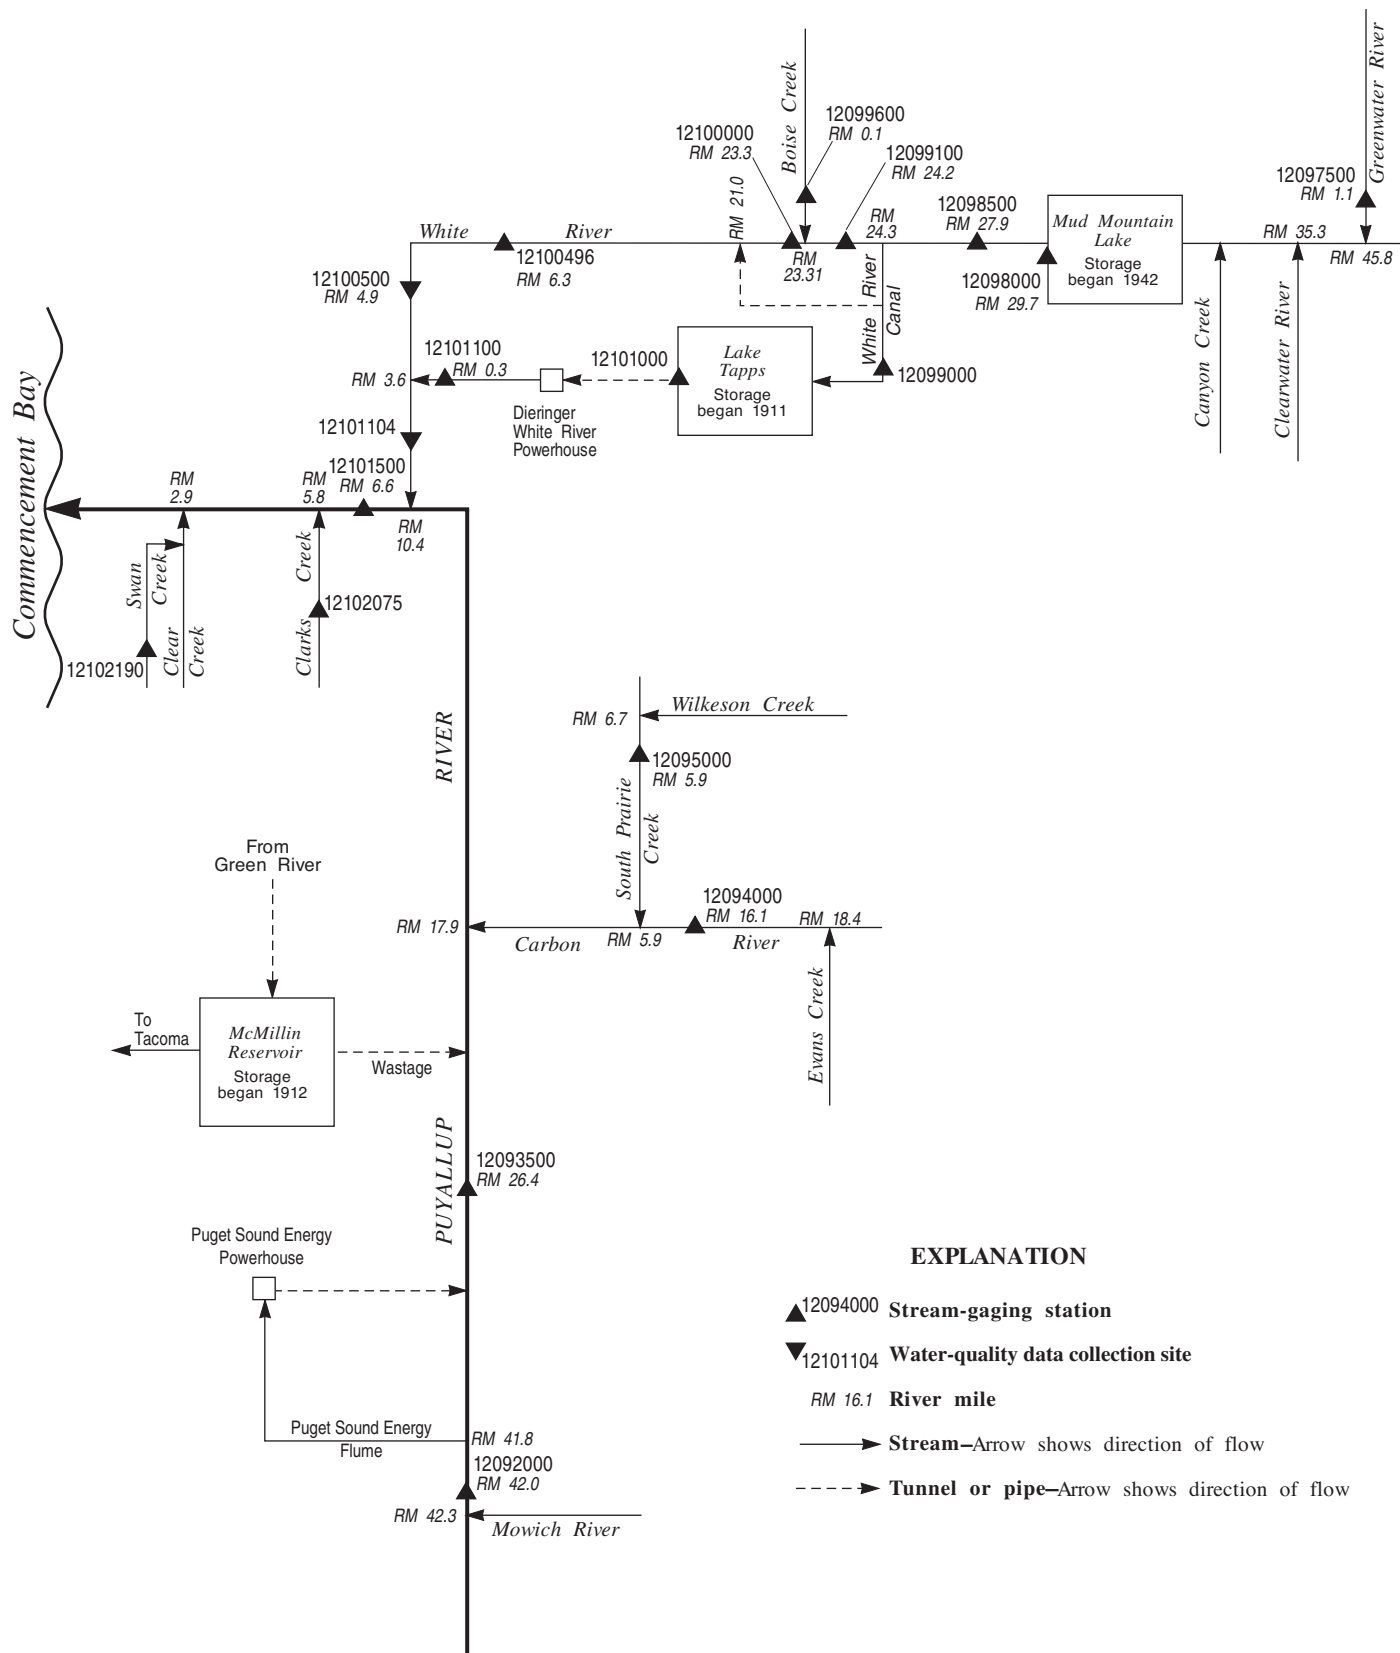 Greenwater River
12097500
RM 1.1
RM 45.8
RM 35.3
Clearwater River
Canyon Creek
Mud Mountain
Lake
Storage
began 1942
12098000
RM 29.7
12098500
RM 27.9
RM
24.3
White River
Canal
12099000
12099100
RM 24.2
12099600
RM 0.1
Boise Creek
RM
23.31
12100000
RM 23.3
RM 21.0
White River
12100496
RM 6.3
12100500
RM 4.9
Lake
Tapps
Storage
began 1911
12101000
Dieringer
White River
Powerhouse
12101100
RM 0.3
RM 3.6
12101104
12101500
RM 6.6
RM
10.4
RM
5.8
RM
2.9
Commencement Bay
Swan
Creek
12102190
Clear
Creek
Clarks Creek
12102075
RIVER
PUYALLUP
Wilkeson Creek
RM 6.7
12095000
RM 5.9
South Prairie
Creek
12094000
RM 16.1
RM 18.4
RM 17.9
Carbon River
RM 5.9
Evans Creek
From
Green River
McMillin
Reservoir
Storage
began 1912
To
Tacoma
Wastage
12093500
RM 26.4
Puget Sound Energy
Powerhouse
Puget Sound Energy
Flume
RM 41.8
12092000
RM 42.0
RM 42.3
Mowich River
EXPLANATION
12094000 Stream-gaging station
12101104 Water-quality data collection site
RM 16.1 River mile
Stream–Arrow shows direction of flow
Tunnel or pipe–Arrow shows direction of flow